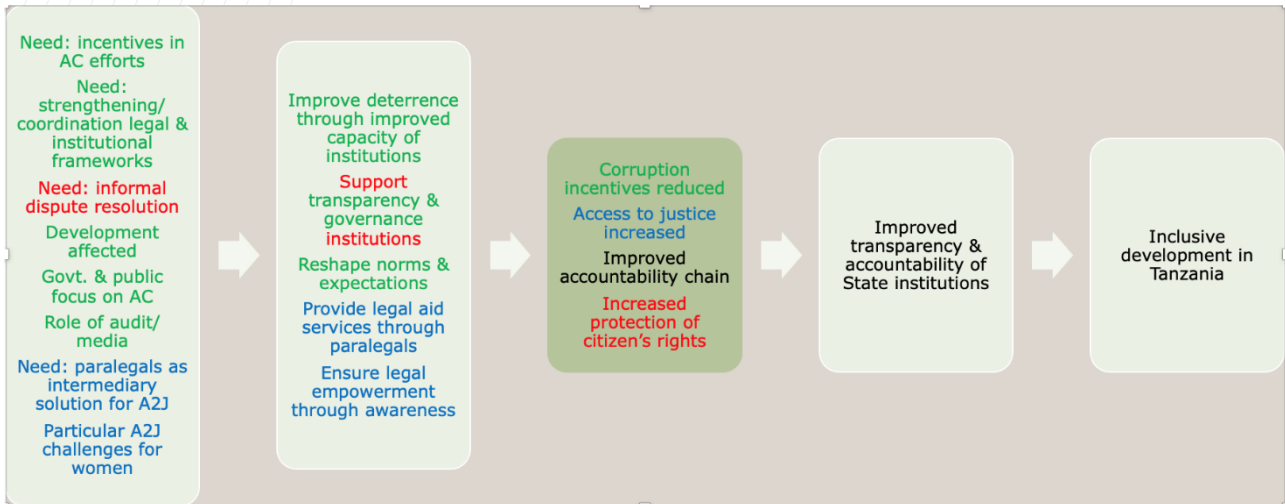 Need: incentives in
AC efforts
Need:
strengthening/
coordination legal &
institutional
frameworks
Need: informal
dispute resolution
Development
affected
Govt. & public
focus on AC
Role of audit/
media
Need: paralegals as
intermediary
solution for A2J
Particular A2J
challenges for
women
Improve deterrence
through improved
capacity of
institutions
Support
transparency &
governance
institutions
Reshape norms &
expectations
Provide legal aid
services through
paralegals
Ensure legal
empowerment
through awareness
Corruption
incentives reduced
Access to justice
increased
Improved
accountability chain
Increased
protection of
citizen's rights
Improved
transparency &
accountability of
State institutions
Inclusive
development in
Tanzania